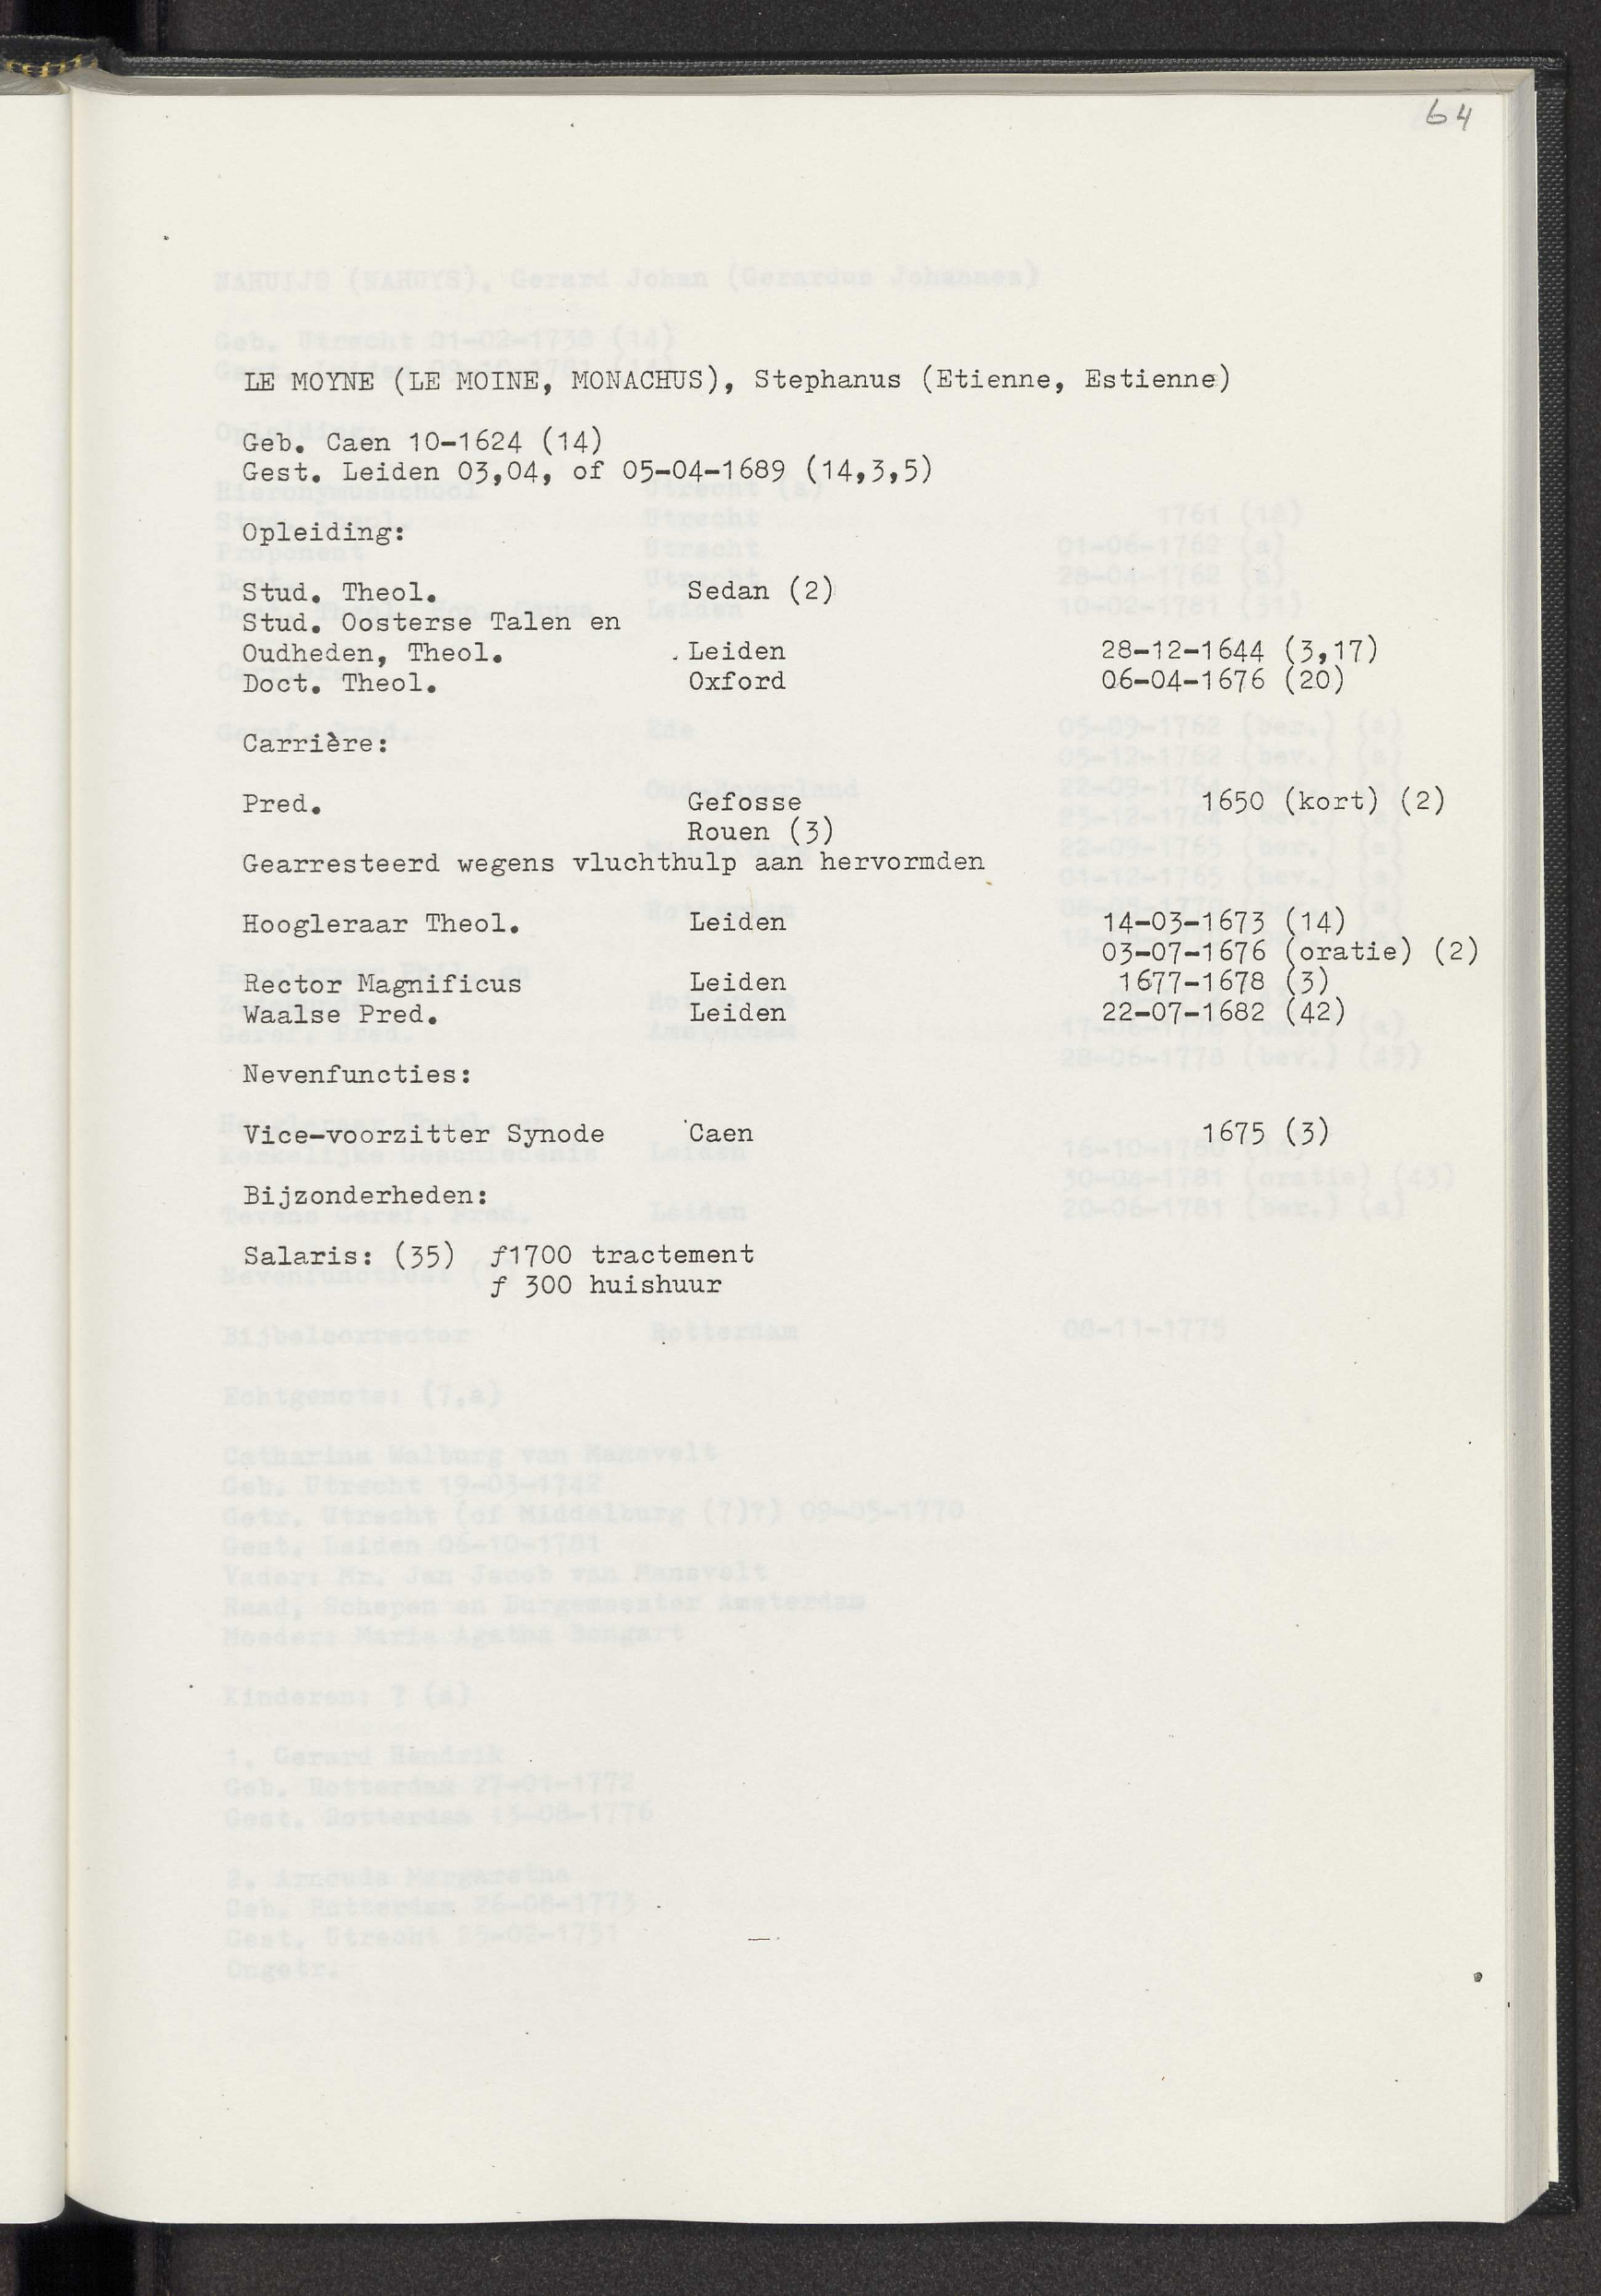 64
LE MOYNE (LE MOINE, MONACHUS), Stephanus (Etienne, Estienne)
Geb. Caen 10-1624 (14)
Gest. Leiden 03,04, of 05-04-1689 (14,3,5)
Opleiding:
Stud. Theol. Sedan (2)
Stud. Oosterse Talen en
Oudheden, Theol. Leiden 28-12-1644 (3,17)
Doct. Theol. Oxford 06-04-1676 (20)
Carrière:
Pred. Gefosse 1650 (kort) (2)
Rouen (3)
Gearresteerd wegens vluchthulp aan hervormden
Hoogleraar Theol. Leiden 14-03-1673 (14)
03-07-1676 (oratie) (2)
Rector Magnificus Leiden 1677-1678 (3)
Waalse Pred. Leiden 22-07-1682 (42)
Nevenfuncties:
Vice-voorzitter Synode Caen 1675 (3)
Bijzonderheden:
Salaris: (35) ƒ1700 tractement
ƒ 300 huishuur